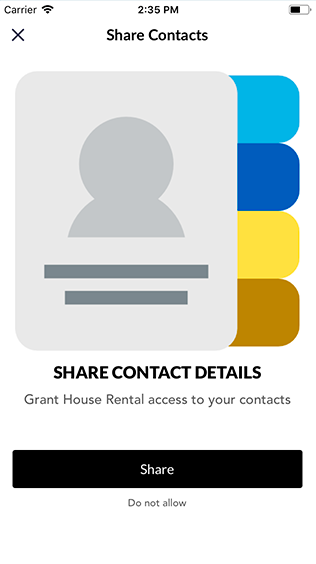 Carrier 2:35 PM
Share Contacts
SHARE CONTACT DETAILS
Grant House Rental access to your contacts
Share
Do not allow